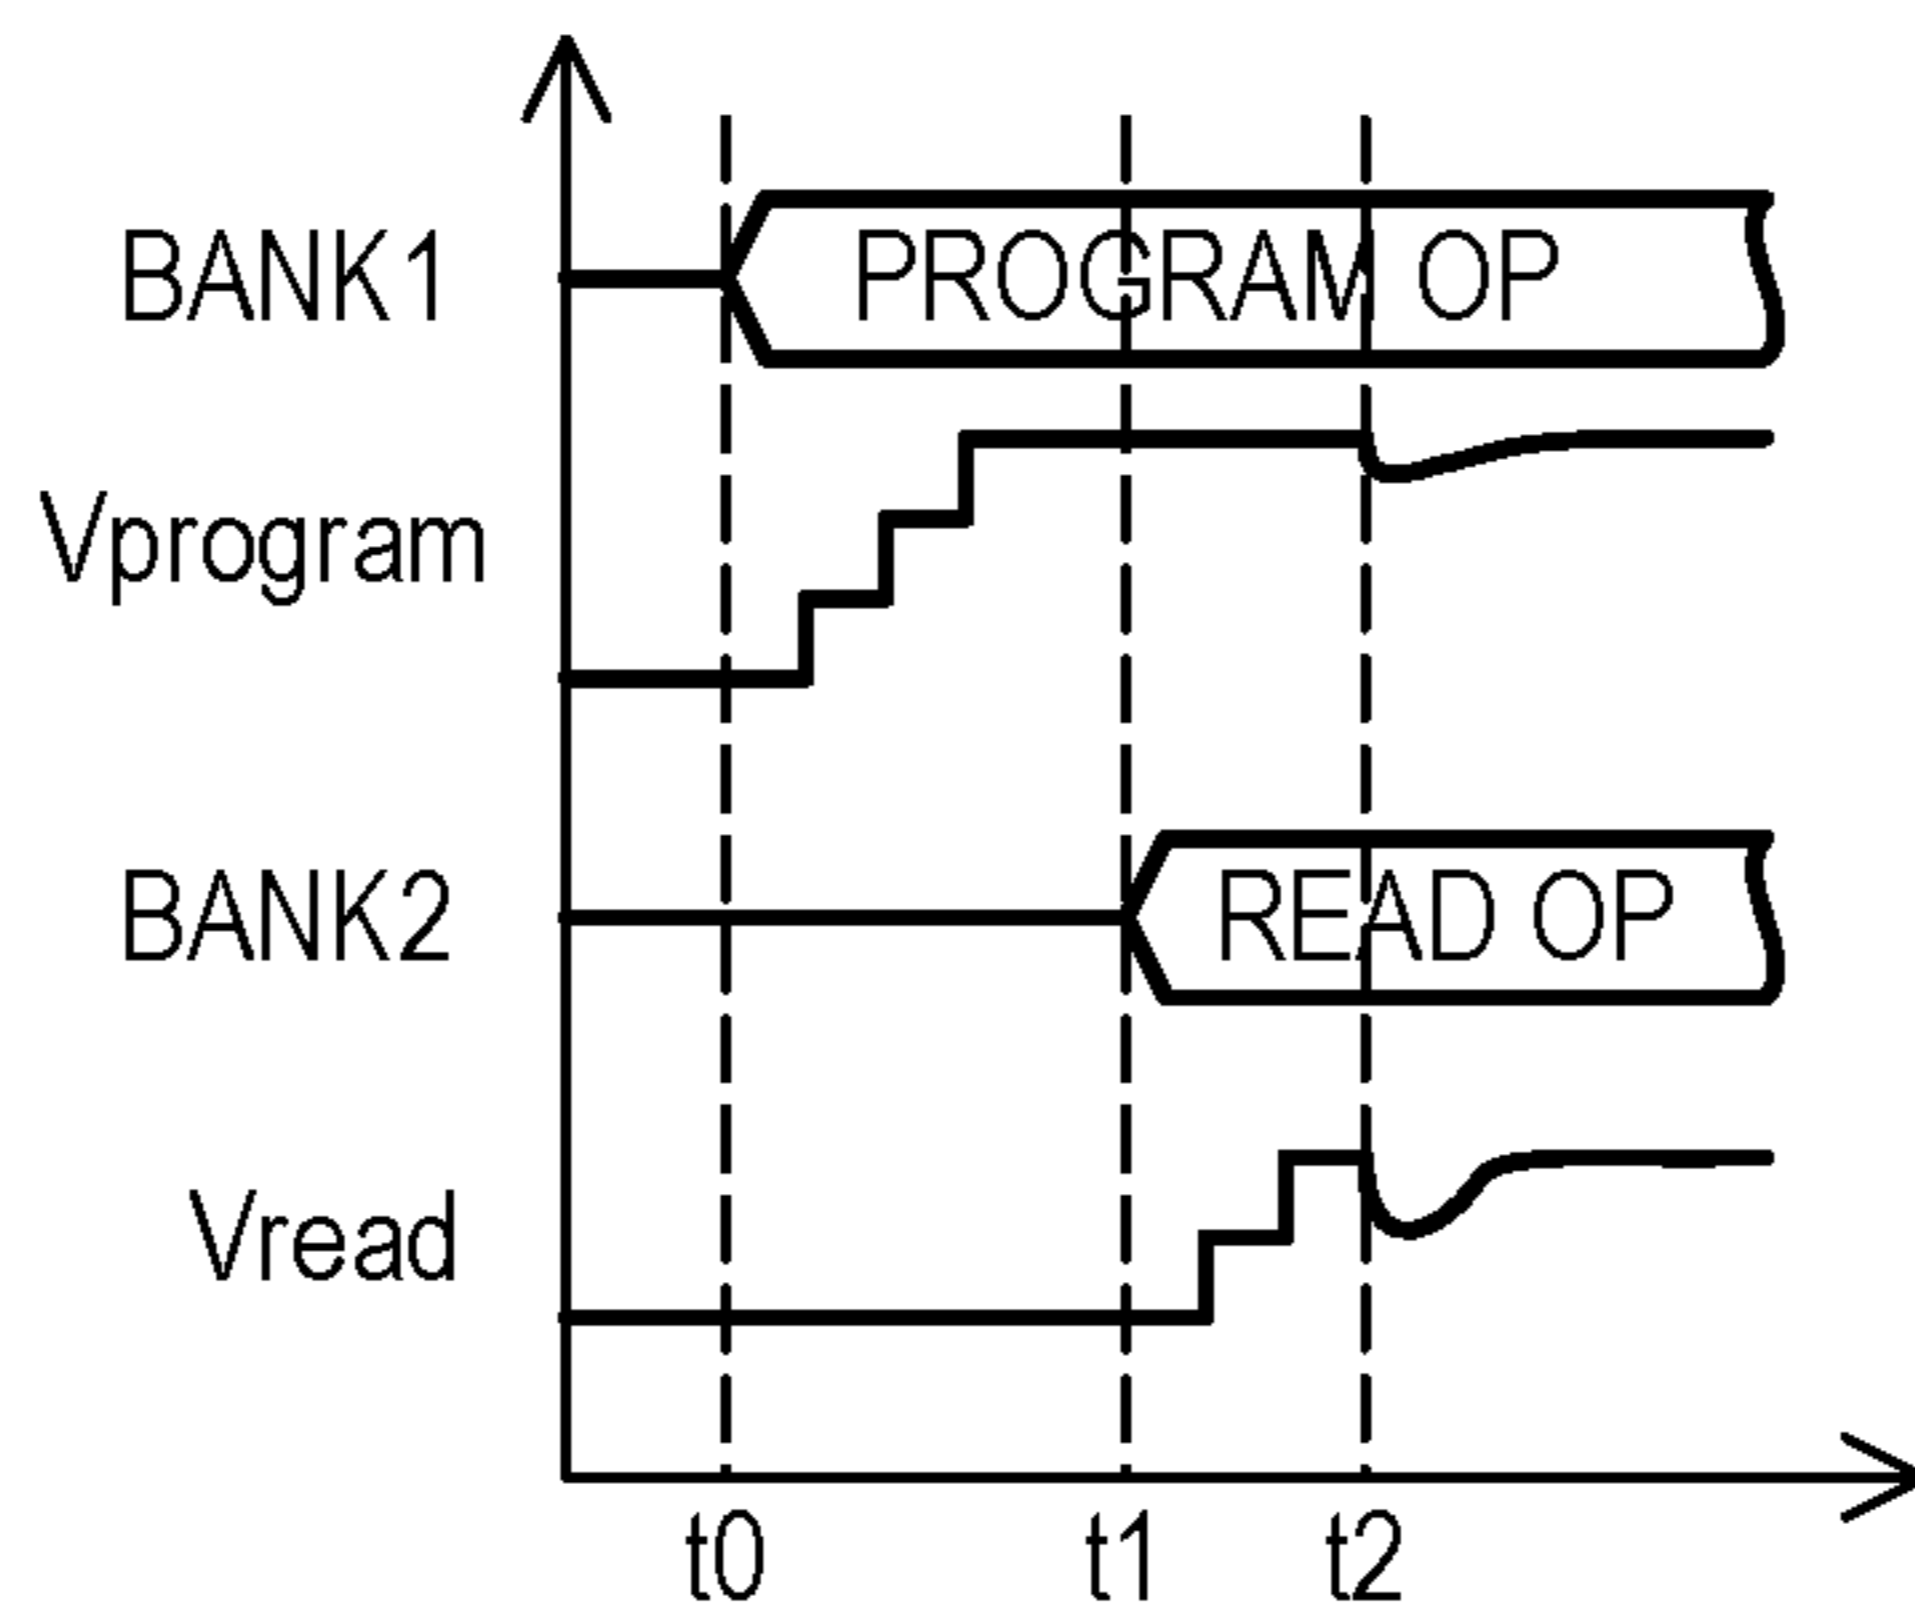 BANK1
PROGRAM OP
Vprogram
BANK2
READ OP
Vread
t0
t1
t2